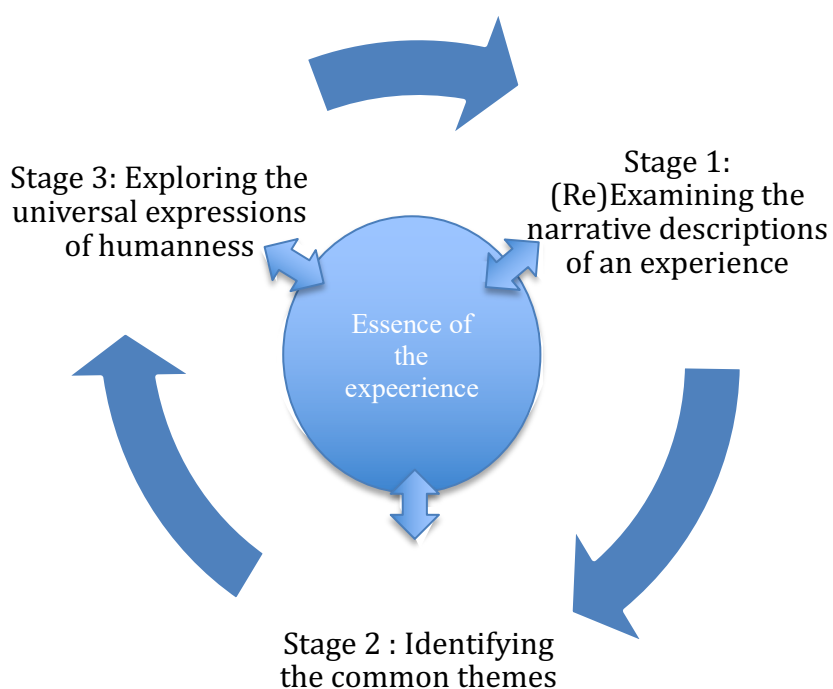 Stage 1:
(Re)Examining the
narrative descriptions
of an experience
Stage 2 : Identifying
the common themes
Stage 3: Exploring the
universal expressions
of humanness
Essence of
the
expeerience